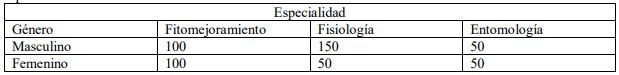 Especialidad
Género Fitomejoramiento Fisiología Entomología
Masculino 100 150 50
Femenino 100 50 50